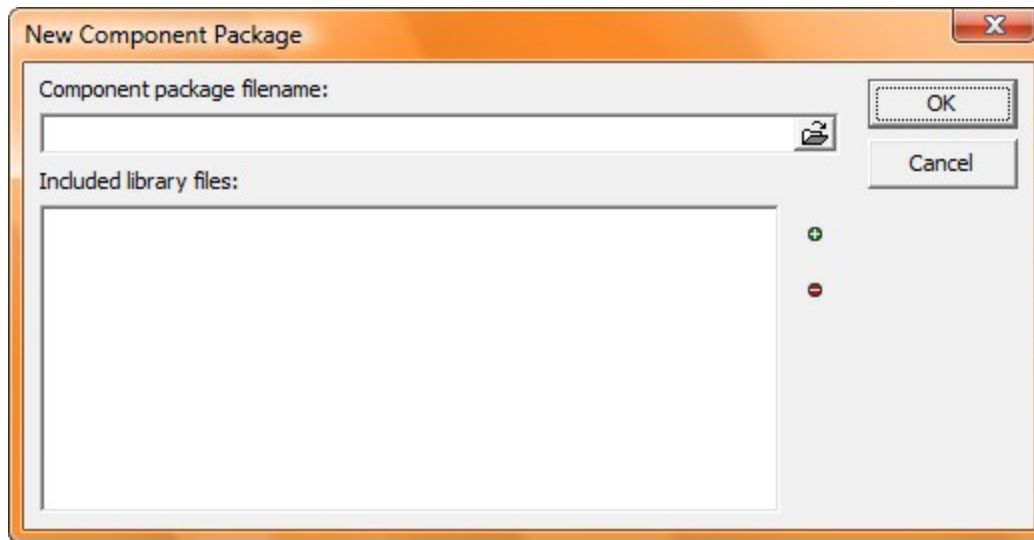 New Component Package
Component package filename:
OK
Cancel
Included library files: